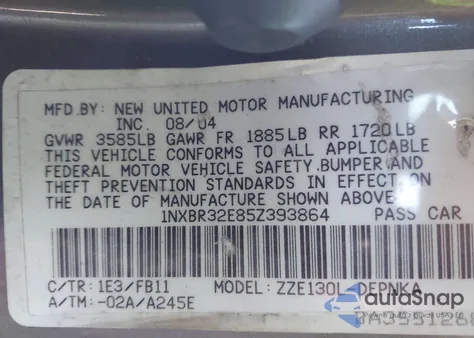 MFD.BY: NEW UNITED MOTOR MANUFACTURING
INC. 08/04
GVWR 3585LB GAWR FR 1885LB RR 1720LB
THIS VEHICLE CONFORMS TO ALL APPLICABLE
FEDERAL MOTOR VEHICLE SAFETY.BUMPER AND
THEFT PREVENTION STANDARDS IN EFFECT ON
THE DATE OF MANUFACTURE SHOWN ABOVE.
1NXBR32E85Z393864 PASS CAR
C/TR: 1E3/FB11 MODEL: ZZE130L-DEPNKA
A/TM: -02A/A245E
autoSnap